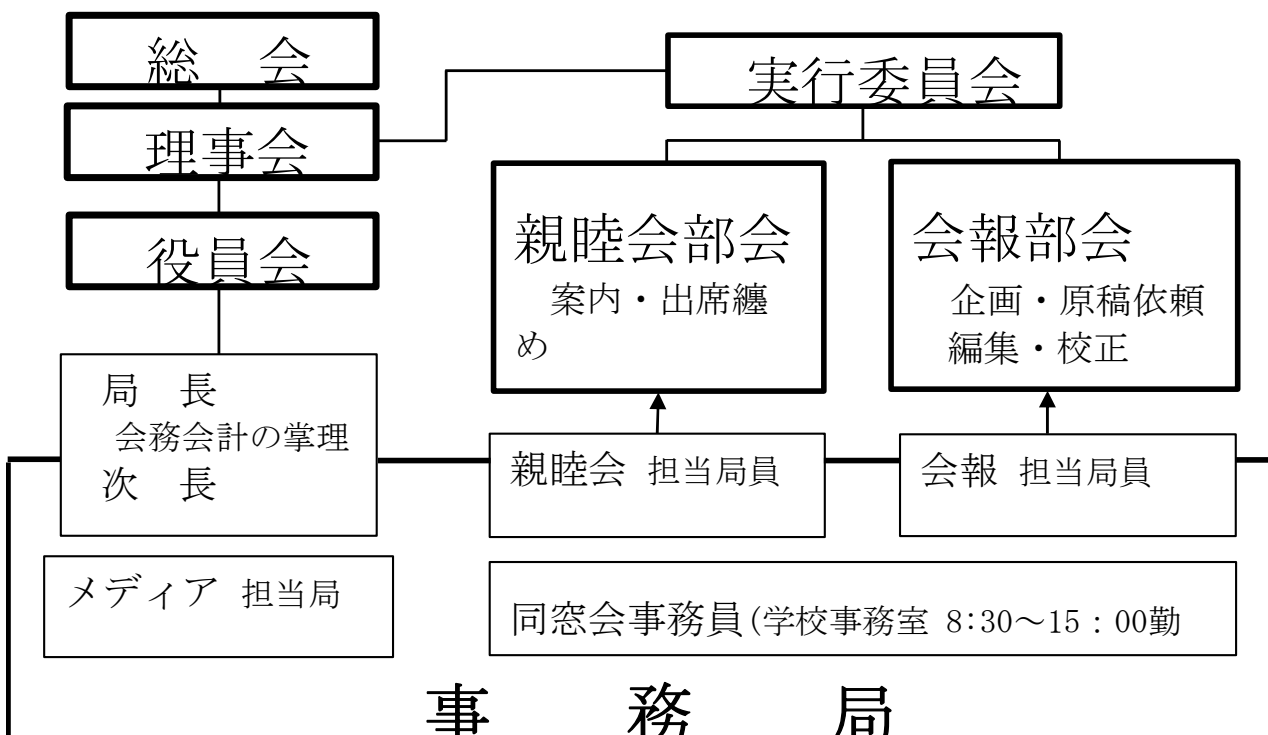 総　会
理事会
役員会
局　長
会務会計の掌理
次　長
メディア 担当局
実行委員会
親睦会部会
案内・出席纏
め
会報部会
企画・原稿依頼
編集・校正
親睦会 担当局員
会報 担当局員
同窓会事務員(学校事務室 8:30～15：00勤
事　務　局